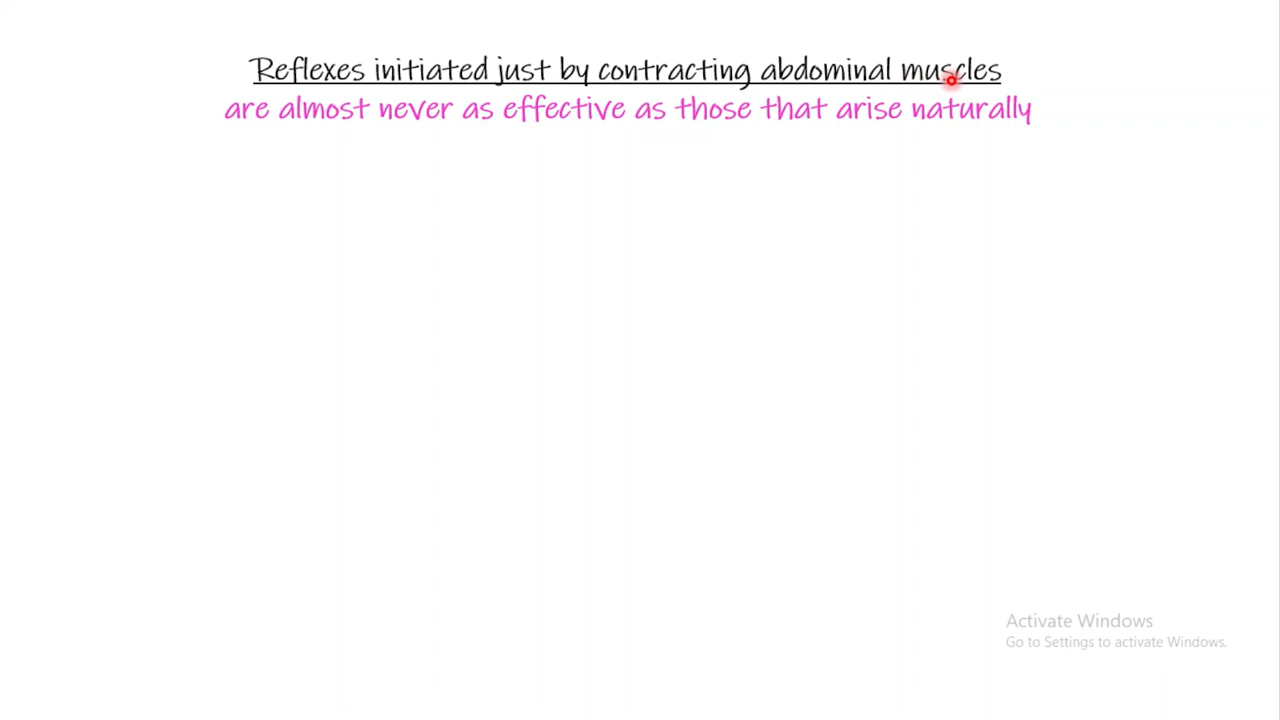 Reflexes initiated just by contracting abdominal muscles
are almost never as effective as those that arise naturally
Activate Windows
Go to Settings to activate Windows.